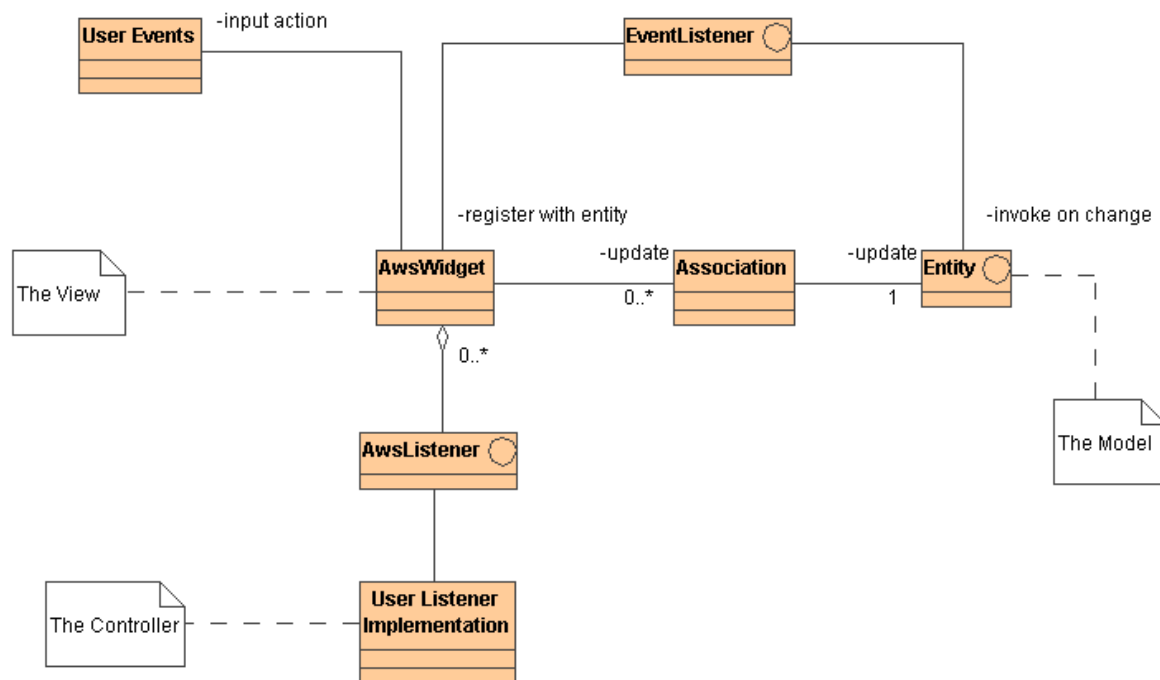 -input action
User Events
EventListener
-register with entity
-invoke on change
AwsWidget
-update
Association
-update
Entity
The View
0..*
1
0..*
The Model
AwsListener
User Listener
Implementation
The Controller